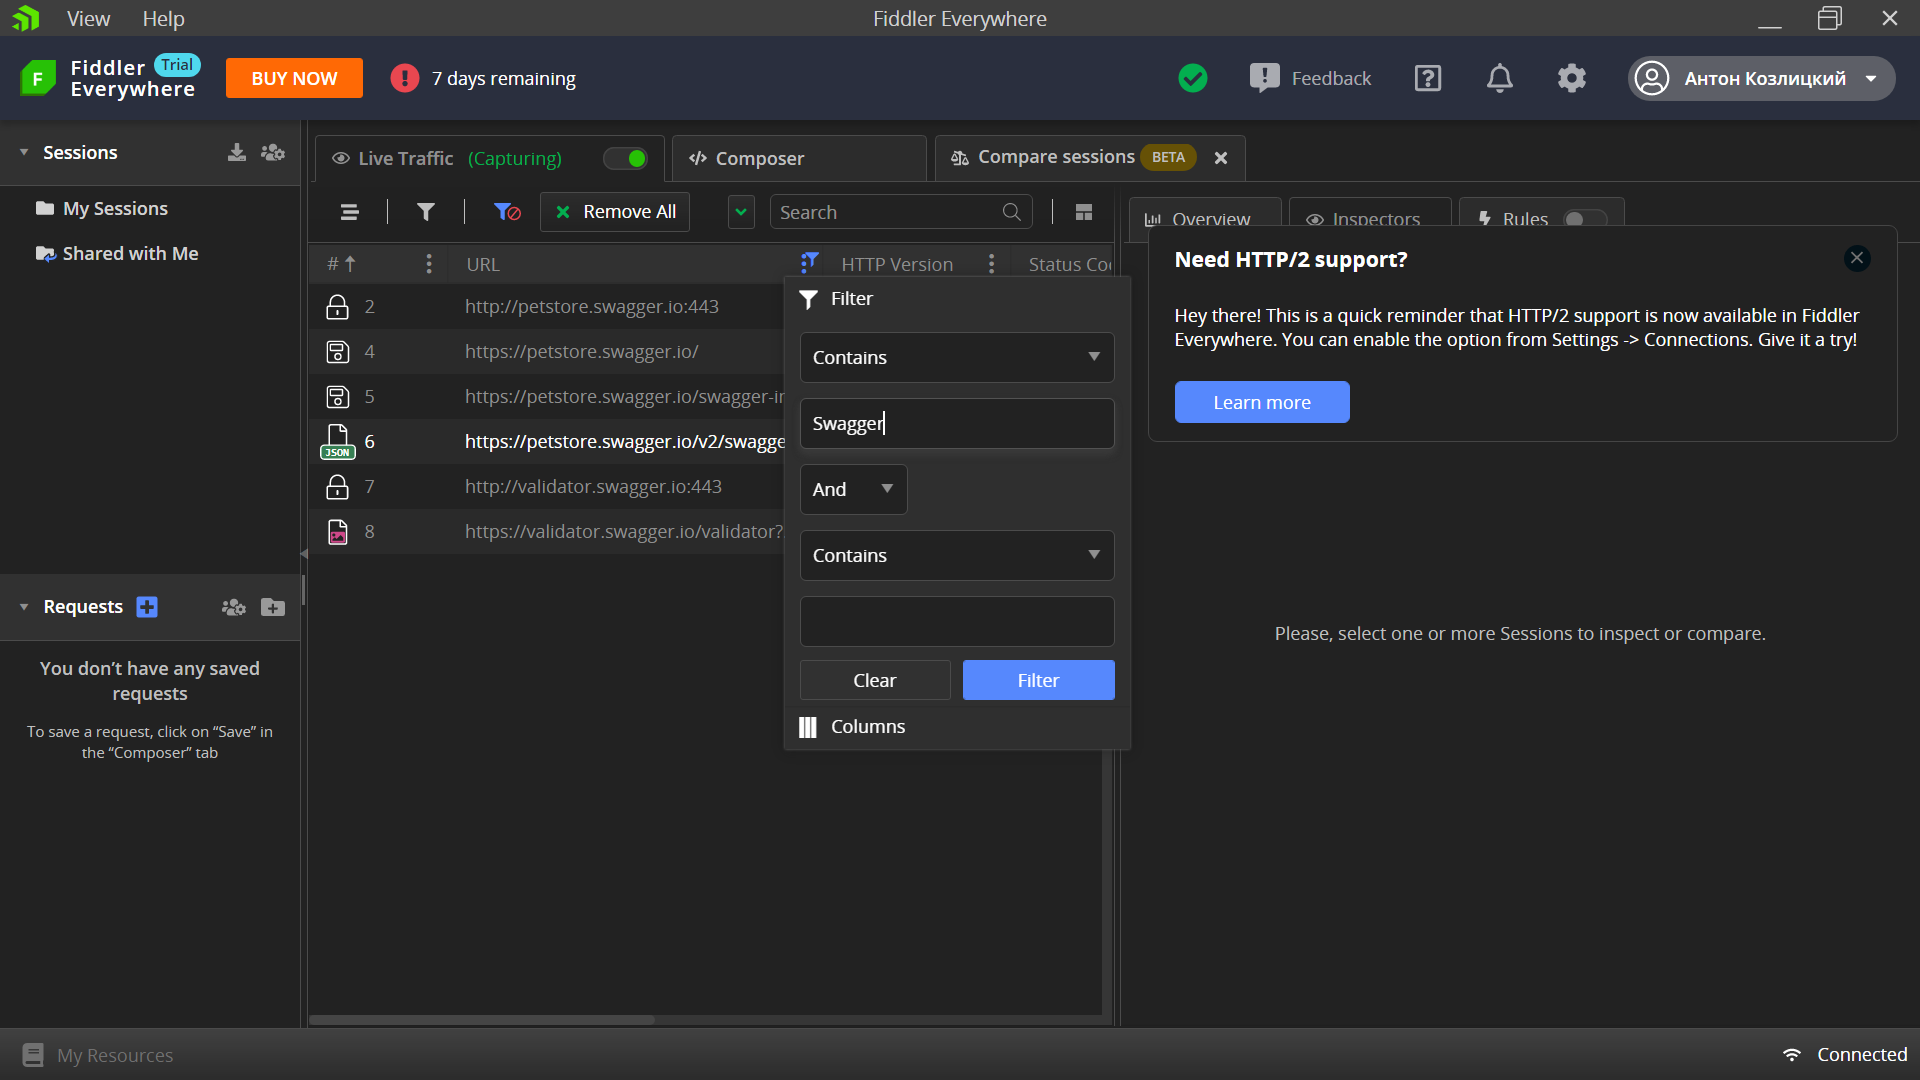 View
Help
Fiddler Everywhere
F
Fiddler
Everywhere
Trial
BUY NOW
7 days remaining
Feedback
Антон Козлицкий
Sessions
Live Traffic (Capturing)
Composer
Compare sessions BETA
My Sessions
Shared with Me
Remove All
Search
Overview
Inspectors
Rules
#
URL
HTTP Version
Status Co
2 http://petstore.swagger.io:443
4 https://petstore.swagger.io/
5 https://petstore.swagger.io/swagger-i
JSON 6 https://petstore.swagger.io/v2/swagge
7 http://validator.swagger.io:443
8 https://validator.swagger.io/validator?
Filter
Contains
Swagger
And
Contains
Clear
Filter
Columns
Need HTTP/2 support?
Hey there! This is a quick reminder that HTTP/2 support is now available in Fiddler
Everywhere. You can enable the option from Settings -> Connections. Give it a try!
Learn more
Please, select one or more Sessions to inspect or compare.
Requests
You don’t have any saved
requests
To save a request, click on “Save” in
the “Composer” tab
My Resources
Connected